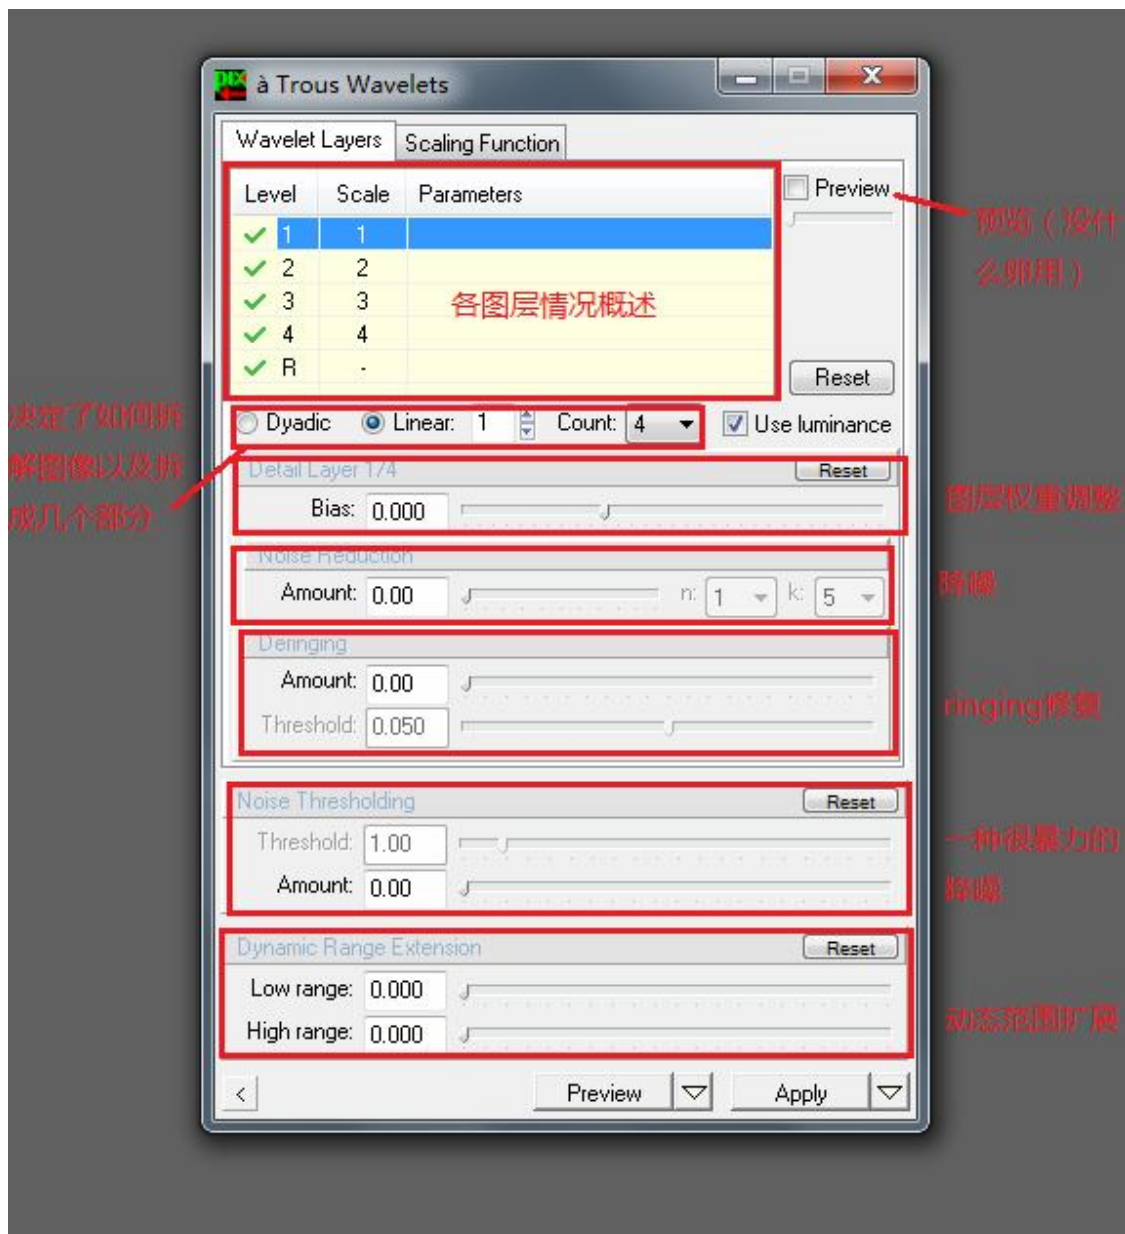 PIX
à Trous Wavelets
Wavelet Layers
Scaling Function
Level Scale Parameters
Preview
1 1
2 2
3 3
4 4
R -
各图层情况概述
预览（没什
么卵用）
Reset
决定了如何拆
解图像以及拆
成几个部分
Dyadic Linear: 1 Count: 4 Use luminance
Detail Layer 1/4 Reset
Bias: 0.000
图层权重调整
Noise Reduction
Amount: 0.00 n: 1 k: 5
降噪
Deringing
Amount: 0.00
Threshold: 0.050
ringing修复
Noise Thresholding Reset
Threshold: 1.00
Amount: 0.00
一种很暴力的
降噪
Dynamic Range Extension Reset
Low range: 0.000
High range: 0.000
动态范围扩展
< Preview Apply